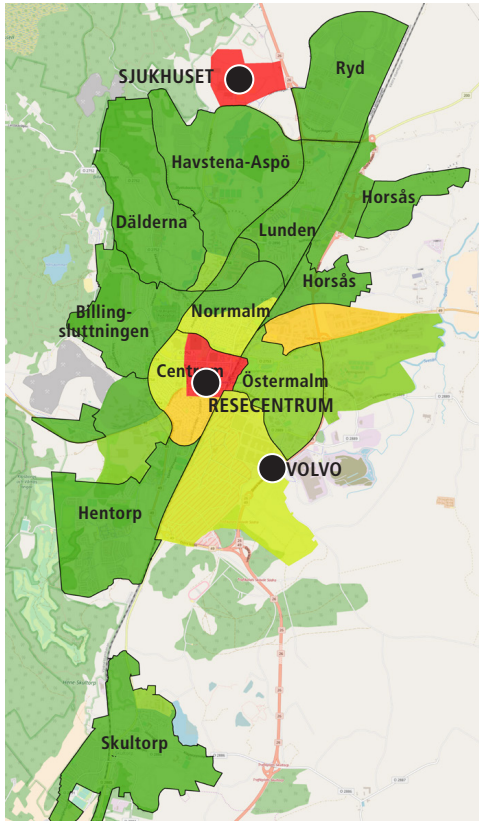 SJUKHUSET
Ryd
Havstena-Aspö
Horsås
Dälderna
Lunden
Horsås
Billing-
sluttningen
Norrmalm
Centrum
Östermalm
RESECENTRUM
VOLVO
Hentorp
Skultorp